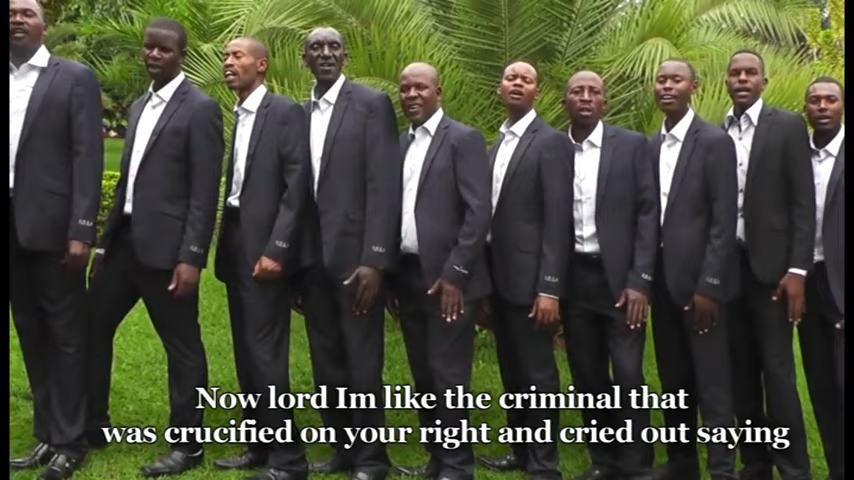 Now lord Im like the criminal that
was crucified on your right and cried out saying